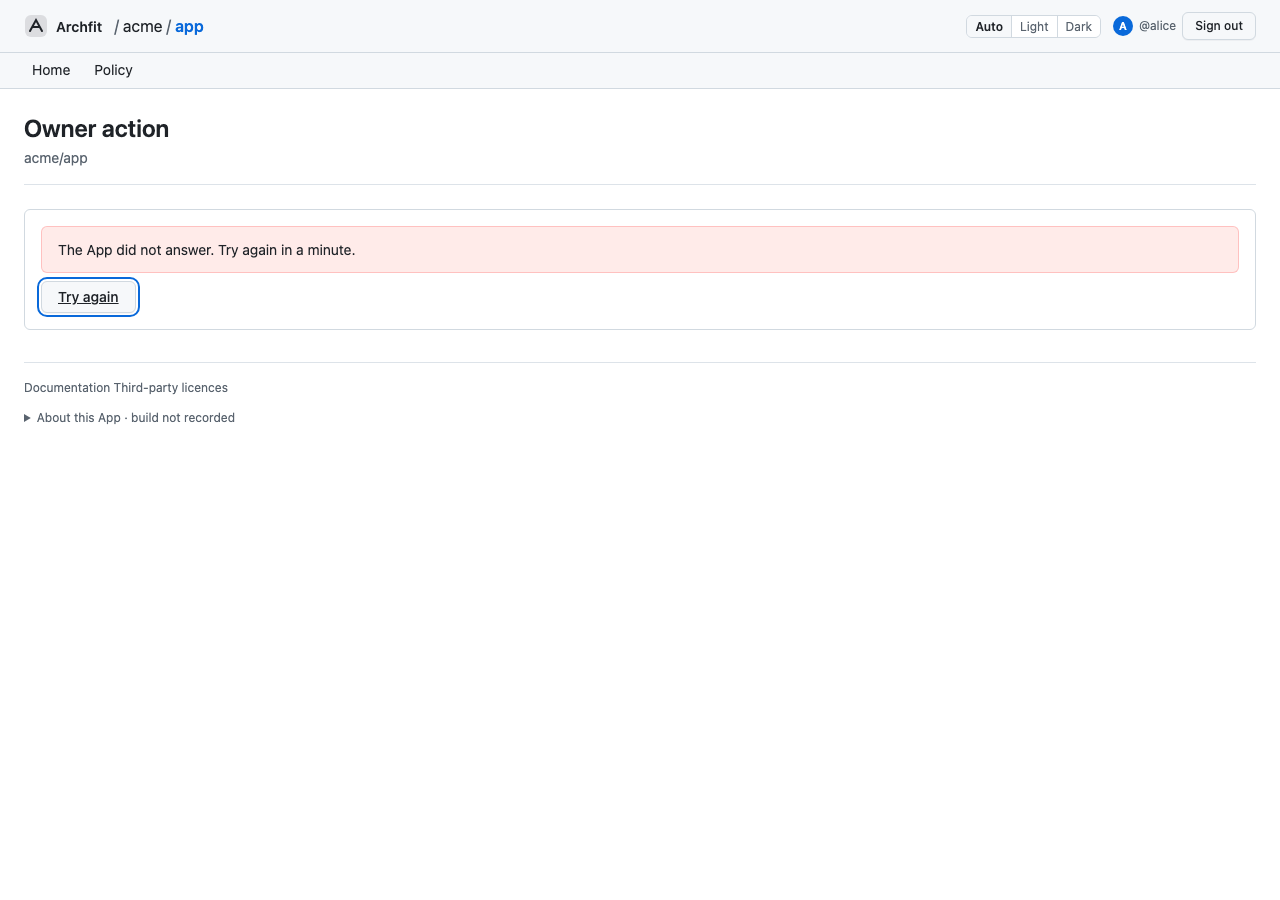 Archfit / acme / app Auto Light Dark A @alice Sign out
Home Policy
Owner action
acme/app
The App did not answer. Try again in a minute.
Try again
Documentation Third-party licences
About this App · build not recorded